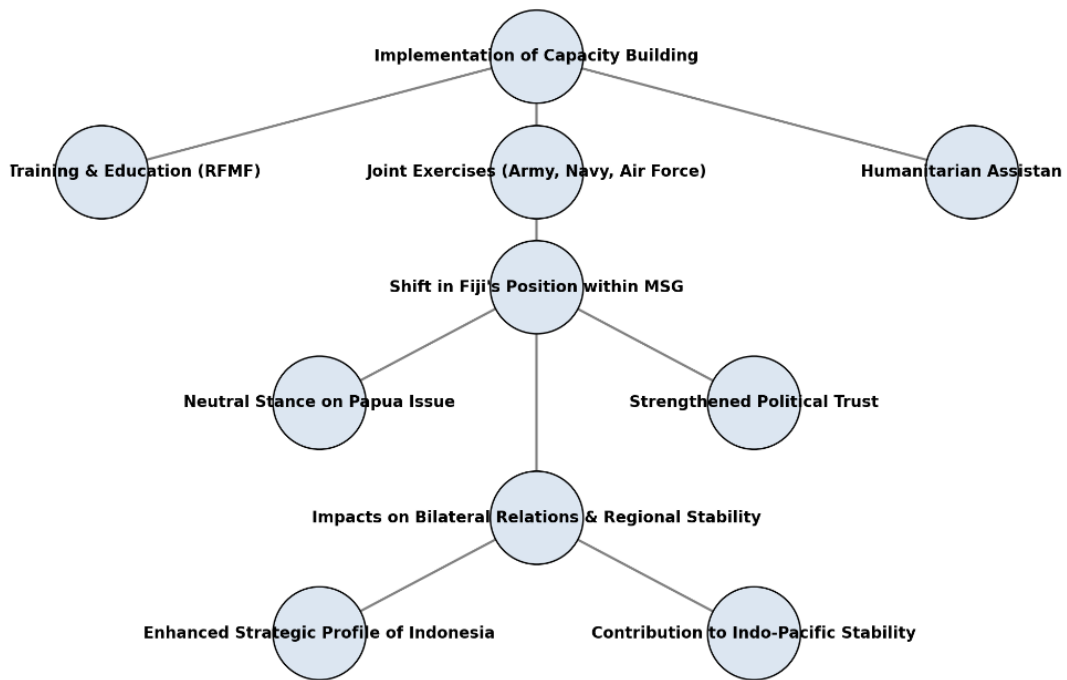 Implementation of Capacity Building
Training & Education (RFMF)
Joint Exercises (Army, Navy, Air Force)
Humanitarian Assistan
Shift in Fiji's Position within MSG
Neutral Stance on Papua Issue
Strengthened Political Trust
Impacts on Bilateral Relations & Regional Stability
Enhanced Strategic Profile of Indonesia
Contribution to Indo-Pacific Stability